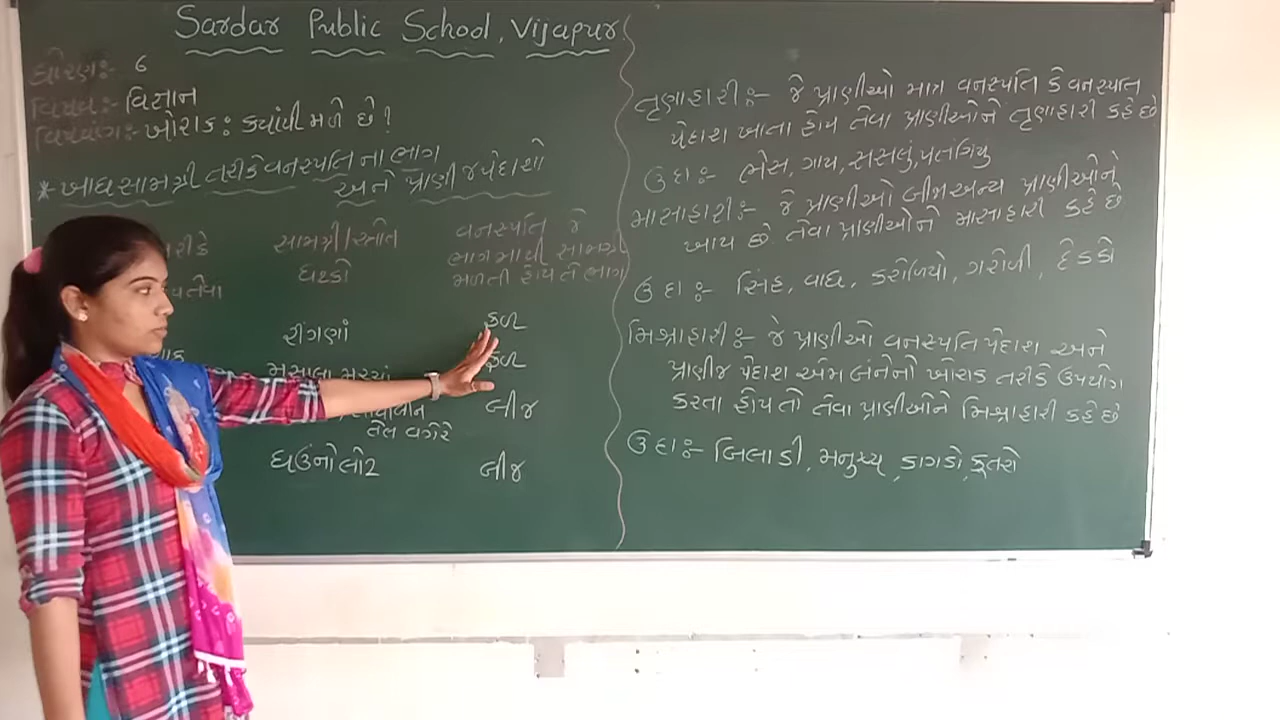 Sardar Public School, Vijapur
ધોરણ:- 6
વિષય:- વિજ્ઞાન
વિષયાંગ:- ખોરાક: ક્યાંથી મળે છે?
* ખાદ્ય સામગ્રી તરીકે વનસ્પતિ ના ભાગ
અને પ્રાણીજ પેદાશો
સામગ્રી/સ્ત્રોત
ઘટકો
વનસ્પતિ જે
ભાગમાથી સામગ્રી
મળતી હોય તે ભાગ
રીંગણાં
ફળ
મસાલા મરચાં
ફળ
તેલ વગેરે
બીજ
ઘઉંનો લોટ
બીજ
તૃણાહારી:- જે પ્રાણીઓ માત્ર વનસ્પતિ કે વનસ્પતિ
પેદાશ ખાતા હોય તેવા પ્રાણીઓને તૃણાહારી કહે છે
ઉદા:- ભેંસ, ગાય, સસલું, પતંગિયુ
માસાહારી:- જે પ્રાણીઓ બીજા અન્ય પ્રાણીઓને
ખાય છે. તેવા પ્રાણીઓને માસાહારી કહે છે
ઉદા:- સિંહ, વાઘ, કરોળિયો, ગરોળી, દેડકો
મિશ્રાહારી:- જે પ્રાણીઓ વનસ્પતિ પેદાશ અને
પ્રાણીજ પેદાશ એમ બંનેનો ખોરાક તરીકે ઉપયોગ
કરતા હોય તો તેવા પ્રાણીઓને મિશ્રાહારી કહે છે
ઉદા:- બિલાડી, મનુષ્ય, કાગડો, કૂતરો